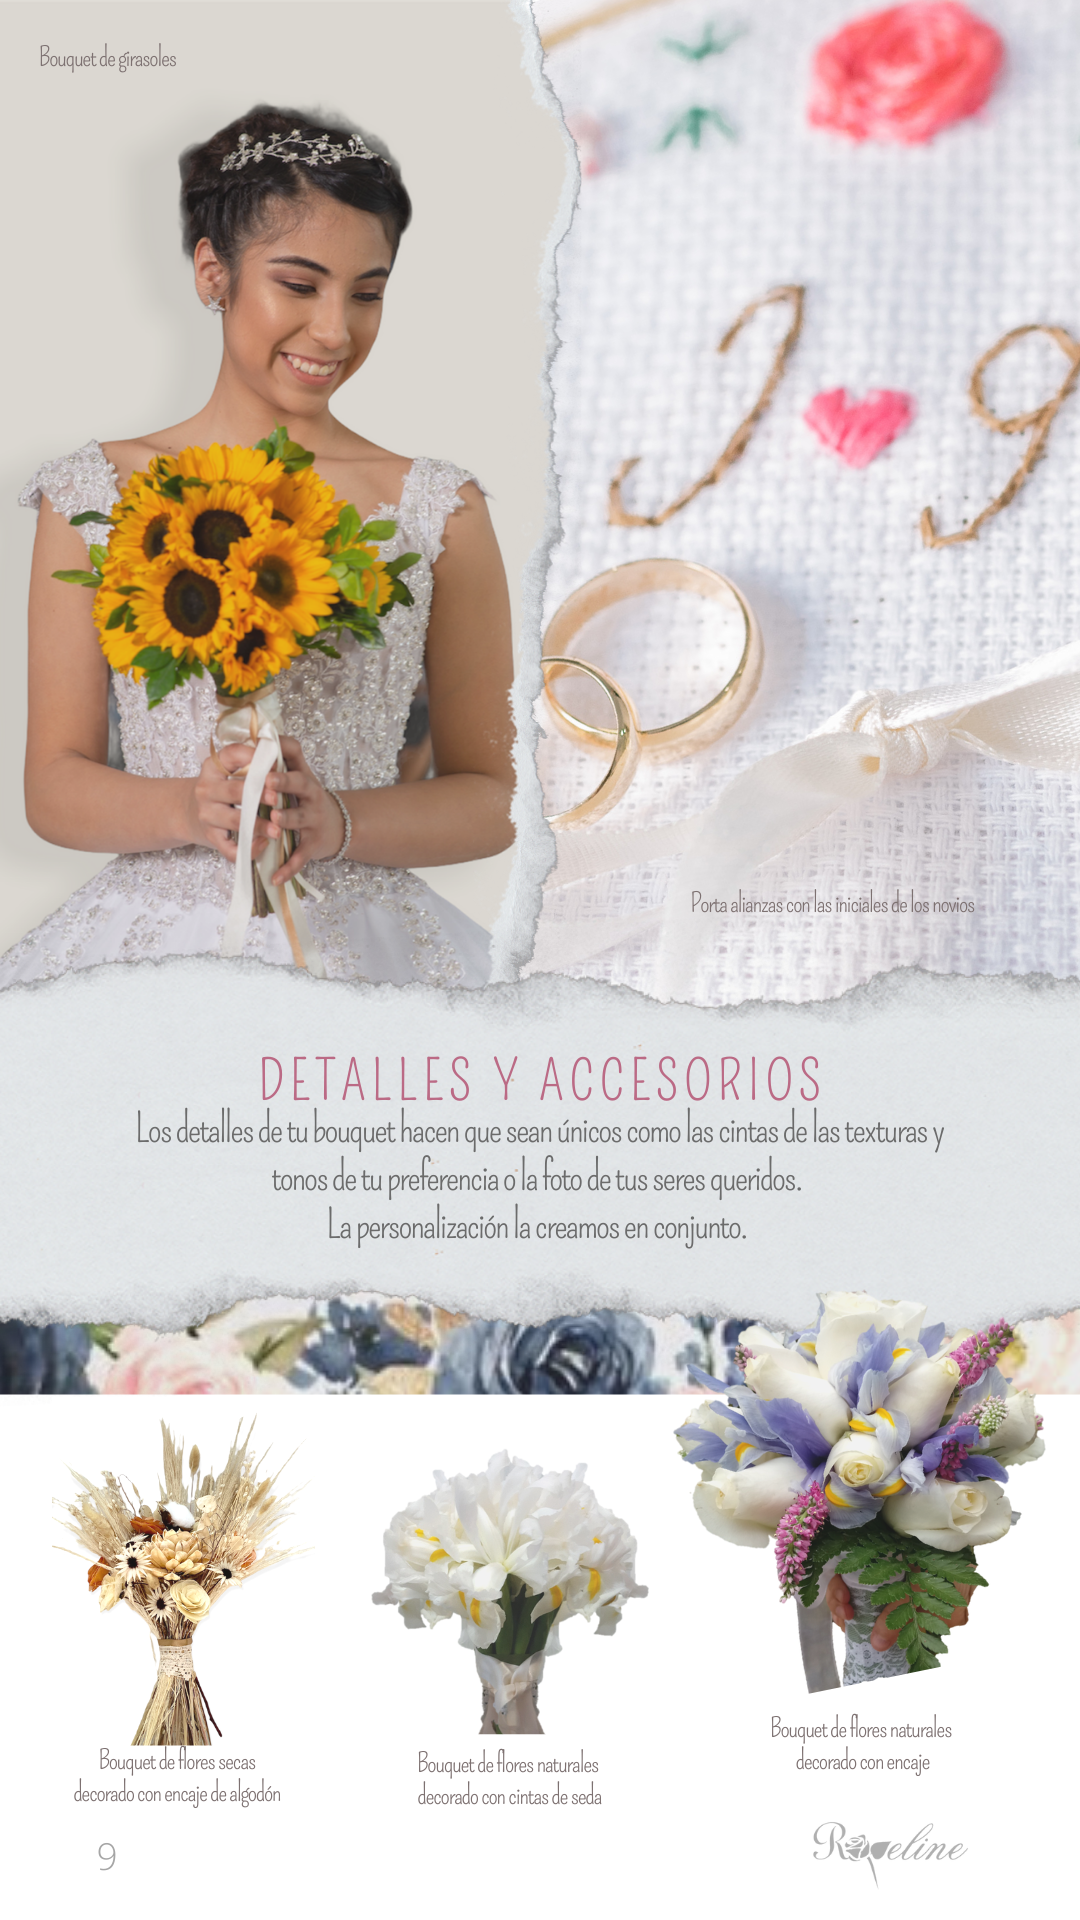 Bouquet de girasoles
J g
Porta alianzas con las iniciales de los novios
DETALLES Y ACCESORIOS
Los detalles de tu bouquet hacen que sean únicos como las cintas de las texturas y
tonos de tu preferencia o la foto de tus seres queridos.
La personalización la creamos en conjunto.
Bouquet de flores secas
decorado con encaje de algodón
Bouquet de flores naturales
decorado con cintas de seda
Bouquet de flores naturales
decorado con encaje
9
Roseline